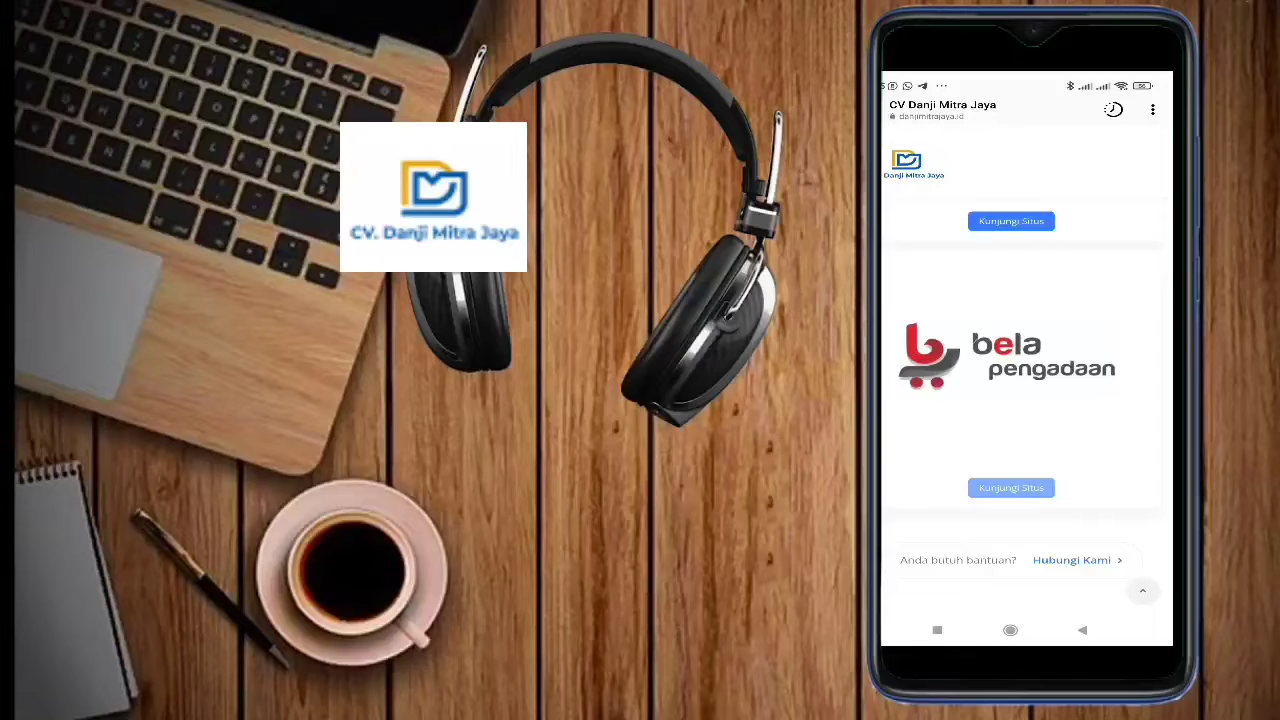 CV. Danji Mitra Jaya
CV Danji Mitra Jaya
danjimitrajaya.id
Danji Mitra Jaya
Kunjungi Situs
bela
pengadaan
Kunjungi Situs
Anda butuh bantuan? Hubungi Kami >